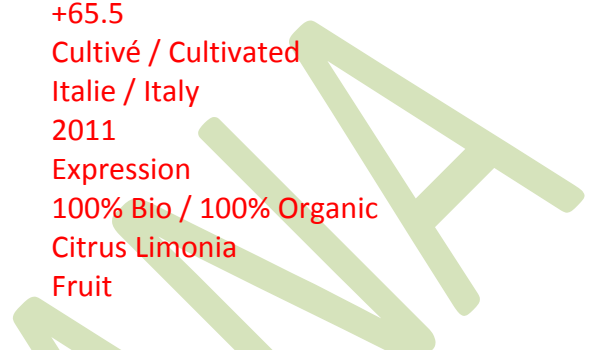 +65.5
Cultivé / Cultivated
Italie / Italy
2011
Expression
100% Bio / 100% Organic
Citrus Limonia
Fruit